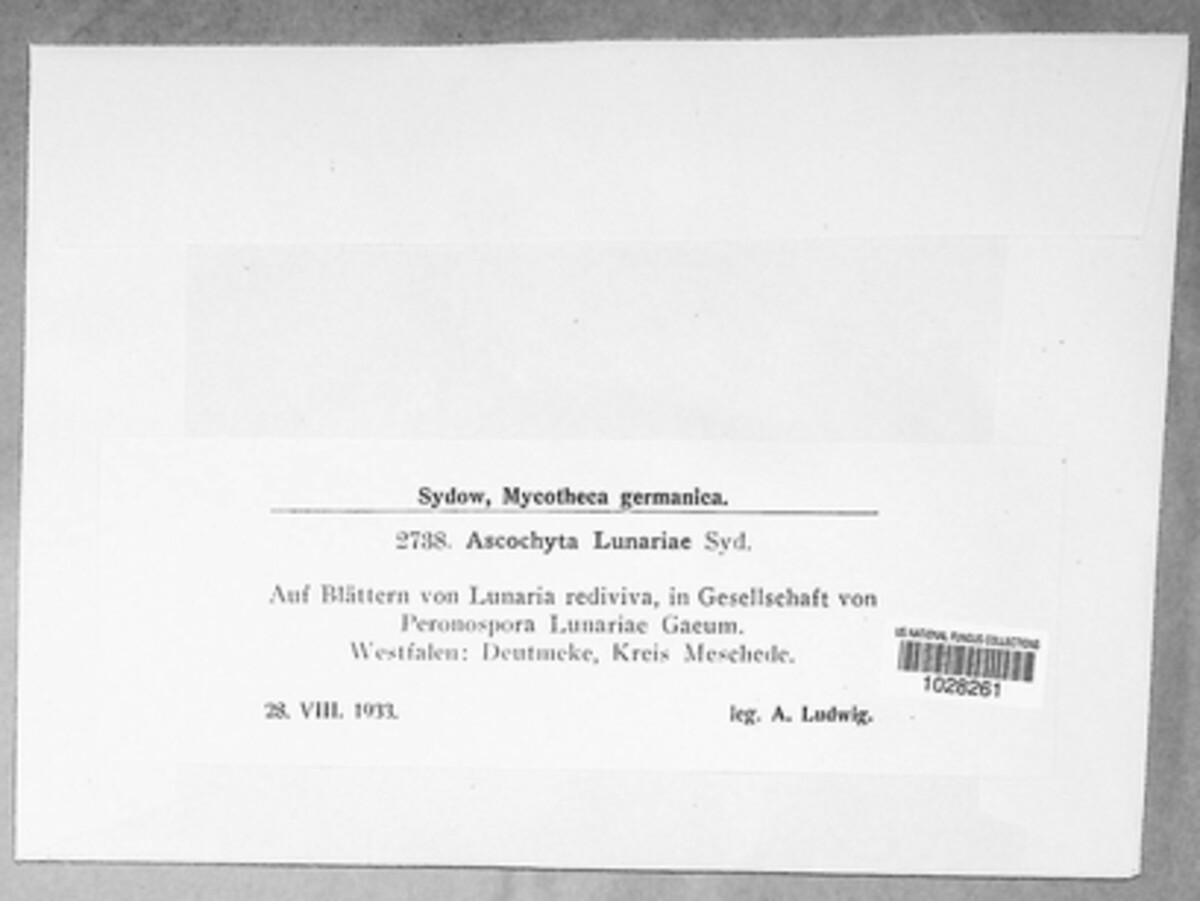 Sydow, Mycotheca germanica.
2738. Ascochyta Lunariae Syd.
Auf Blättern von Lunaria rediviva, in Gesellschaft von
Peronospora Lunariae Gaeum.
Westfalen: Deutmeke, Kreis Meschede.
28. VIII. 1933.
leg. A. Ludwig.
US NATIONAL FUNGUS COLLECTIONS
1028261